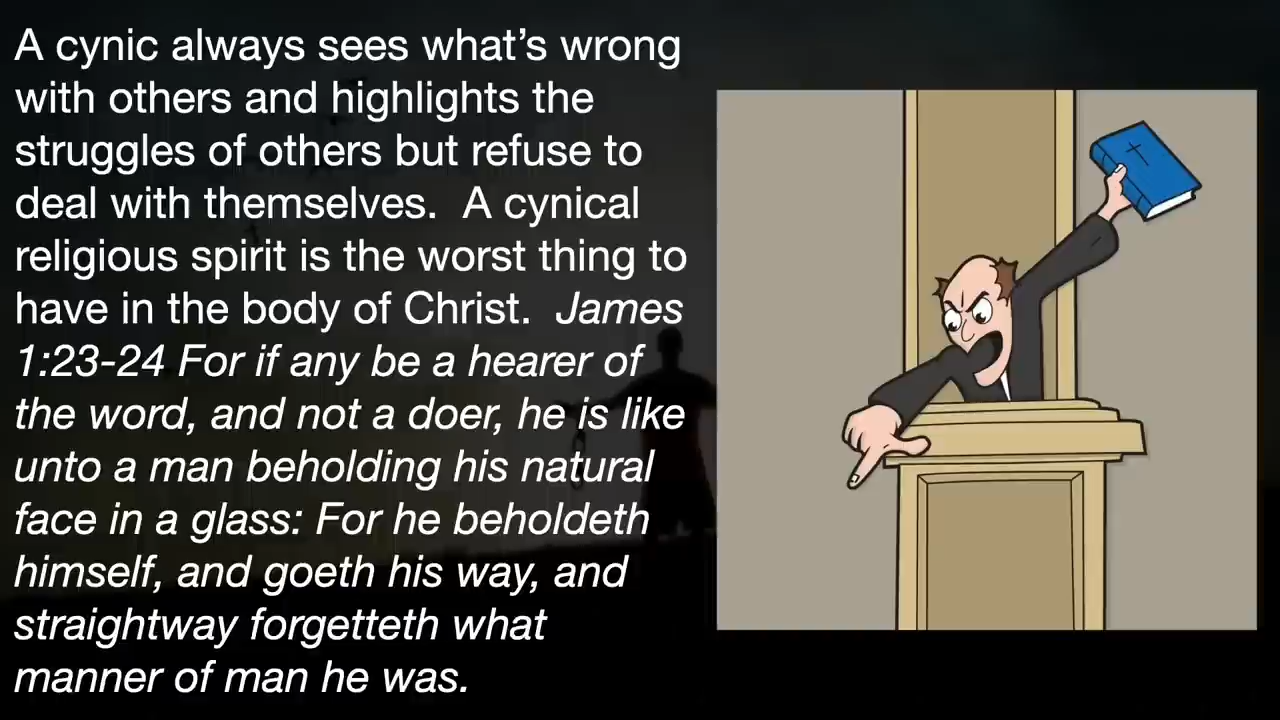 A cynic always sees what’s wrong
with others and highlights the
struggles of others but refuse to
deal with themselves.  A cynical
religious spirit is the worst thing to
have in the body of Christ.  James
1:23-24 For if any be a hearer of
the word, and not a doer, he is like
unto a man beholding his natural
face in a glass: For he beholdeth
himself, and goeth his way, and
straightway forgetteth what
manner of man he was.